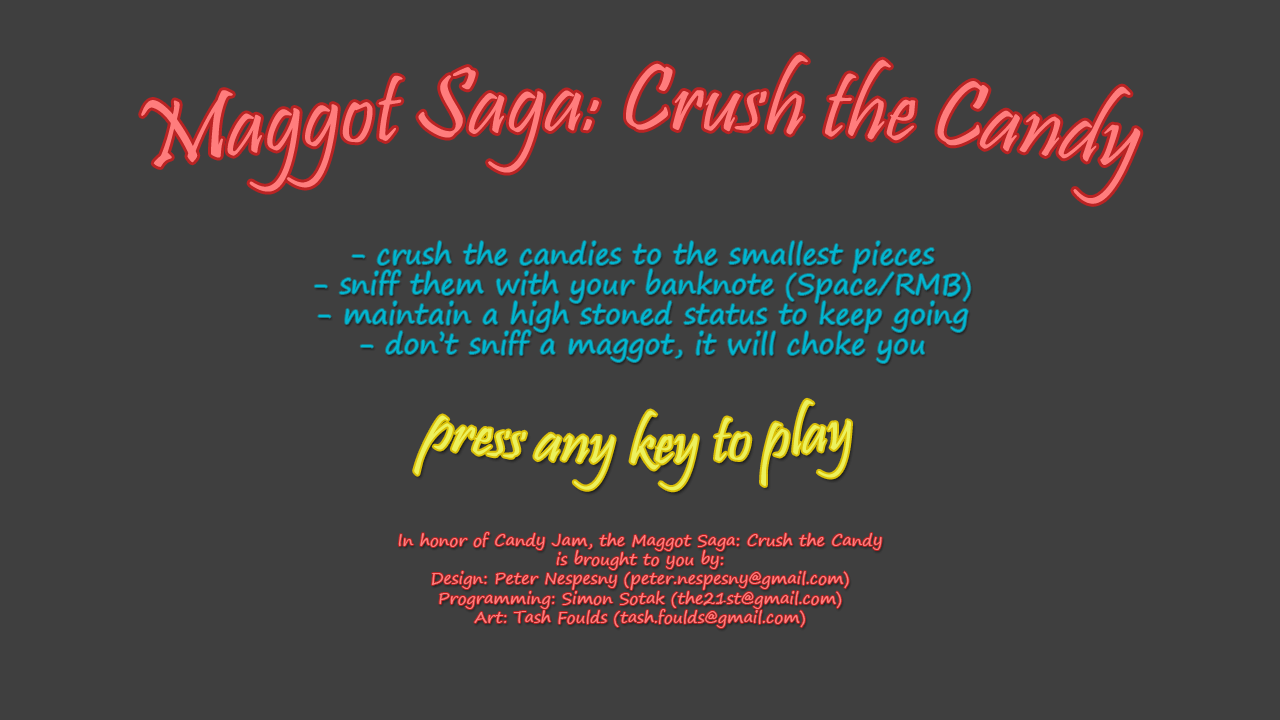 Maggot Saga: Crush the Candy
- crush the candies to the smallest pieces
- sniff them with your banknote (Space/RMB)
- maintain a high stoned status to keep going
- don't sniff a maggot, it will choke you
press any key to play
In honor of Candy Jam, the Maggot Saga: Crush the Candy
is brought to you by:
Design: Peter Nespesny (peter.nespesny@gmail.com)
Programming: Simon Sotak (the21st@gmail.com)
Art: Tash Foulds (tash.foulds@gmail.com)